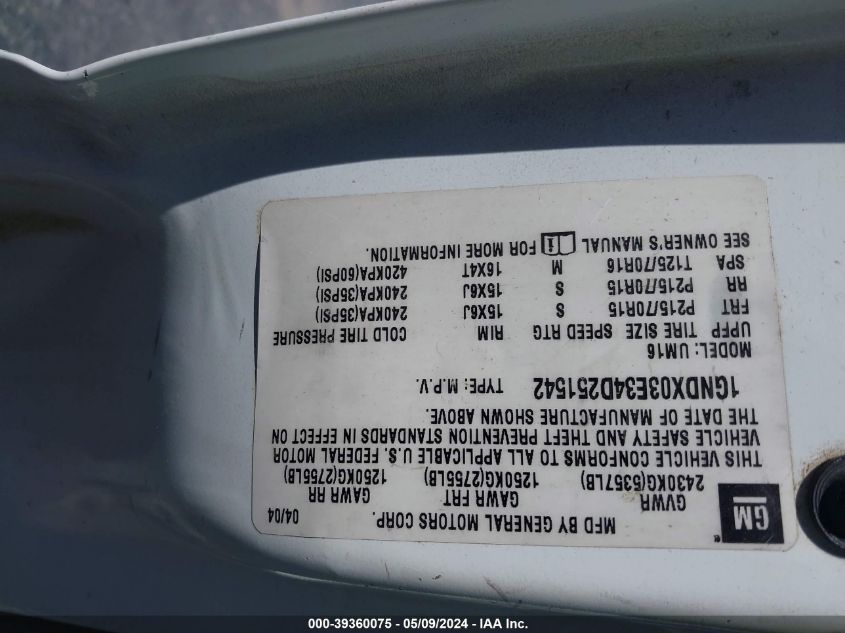 GM
MFD BY GENERAL MOTORS CORP. 04/04
GVWR GAWR FRT GAWR RR
2430KG(5357LB) 1250KG(2755LB) 1250KG(2755LB)
THIS VEHICLE CONFORMS TO ALL APPLICABLE U.S. FEDERAL MOTOR
VEHICLE SAFETY AND THEFT PREVENTION STANDARDS IN EFFECT ON
THE DATE OF MANUFACTURE SHOWN ABOVE.
1GNDX03E34D251542 TYPE: M.P.V.
MODEL: UM16
UPFP TIRE SIZE SPEED RTG RIM COLD TIRE PRESSURE
FRT P215/70R15 S 15X6J 240KPA(35PSI)
RR P215/70R15 S 15X6J 240KPA(35PSI)
SPA T125/70R16 M 16X4T 420KPA(60PSI)
SEE OWNER'S MANUAL FOR MORE INFORMATION.
000-39360075 - 05/09/2024 - IAA Inc.